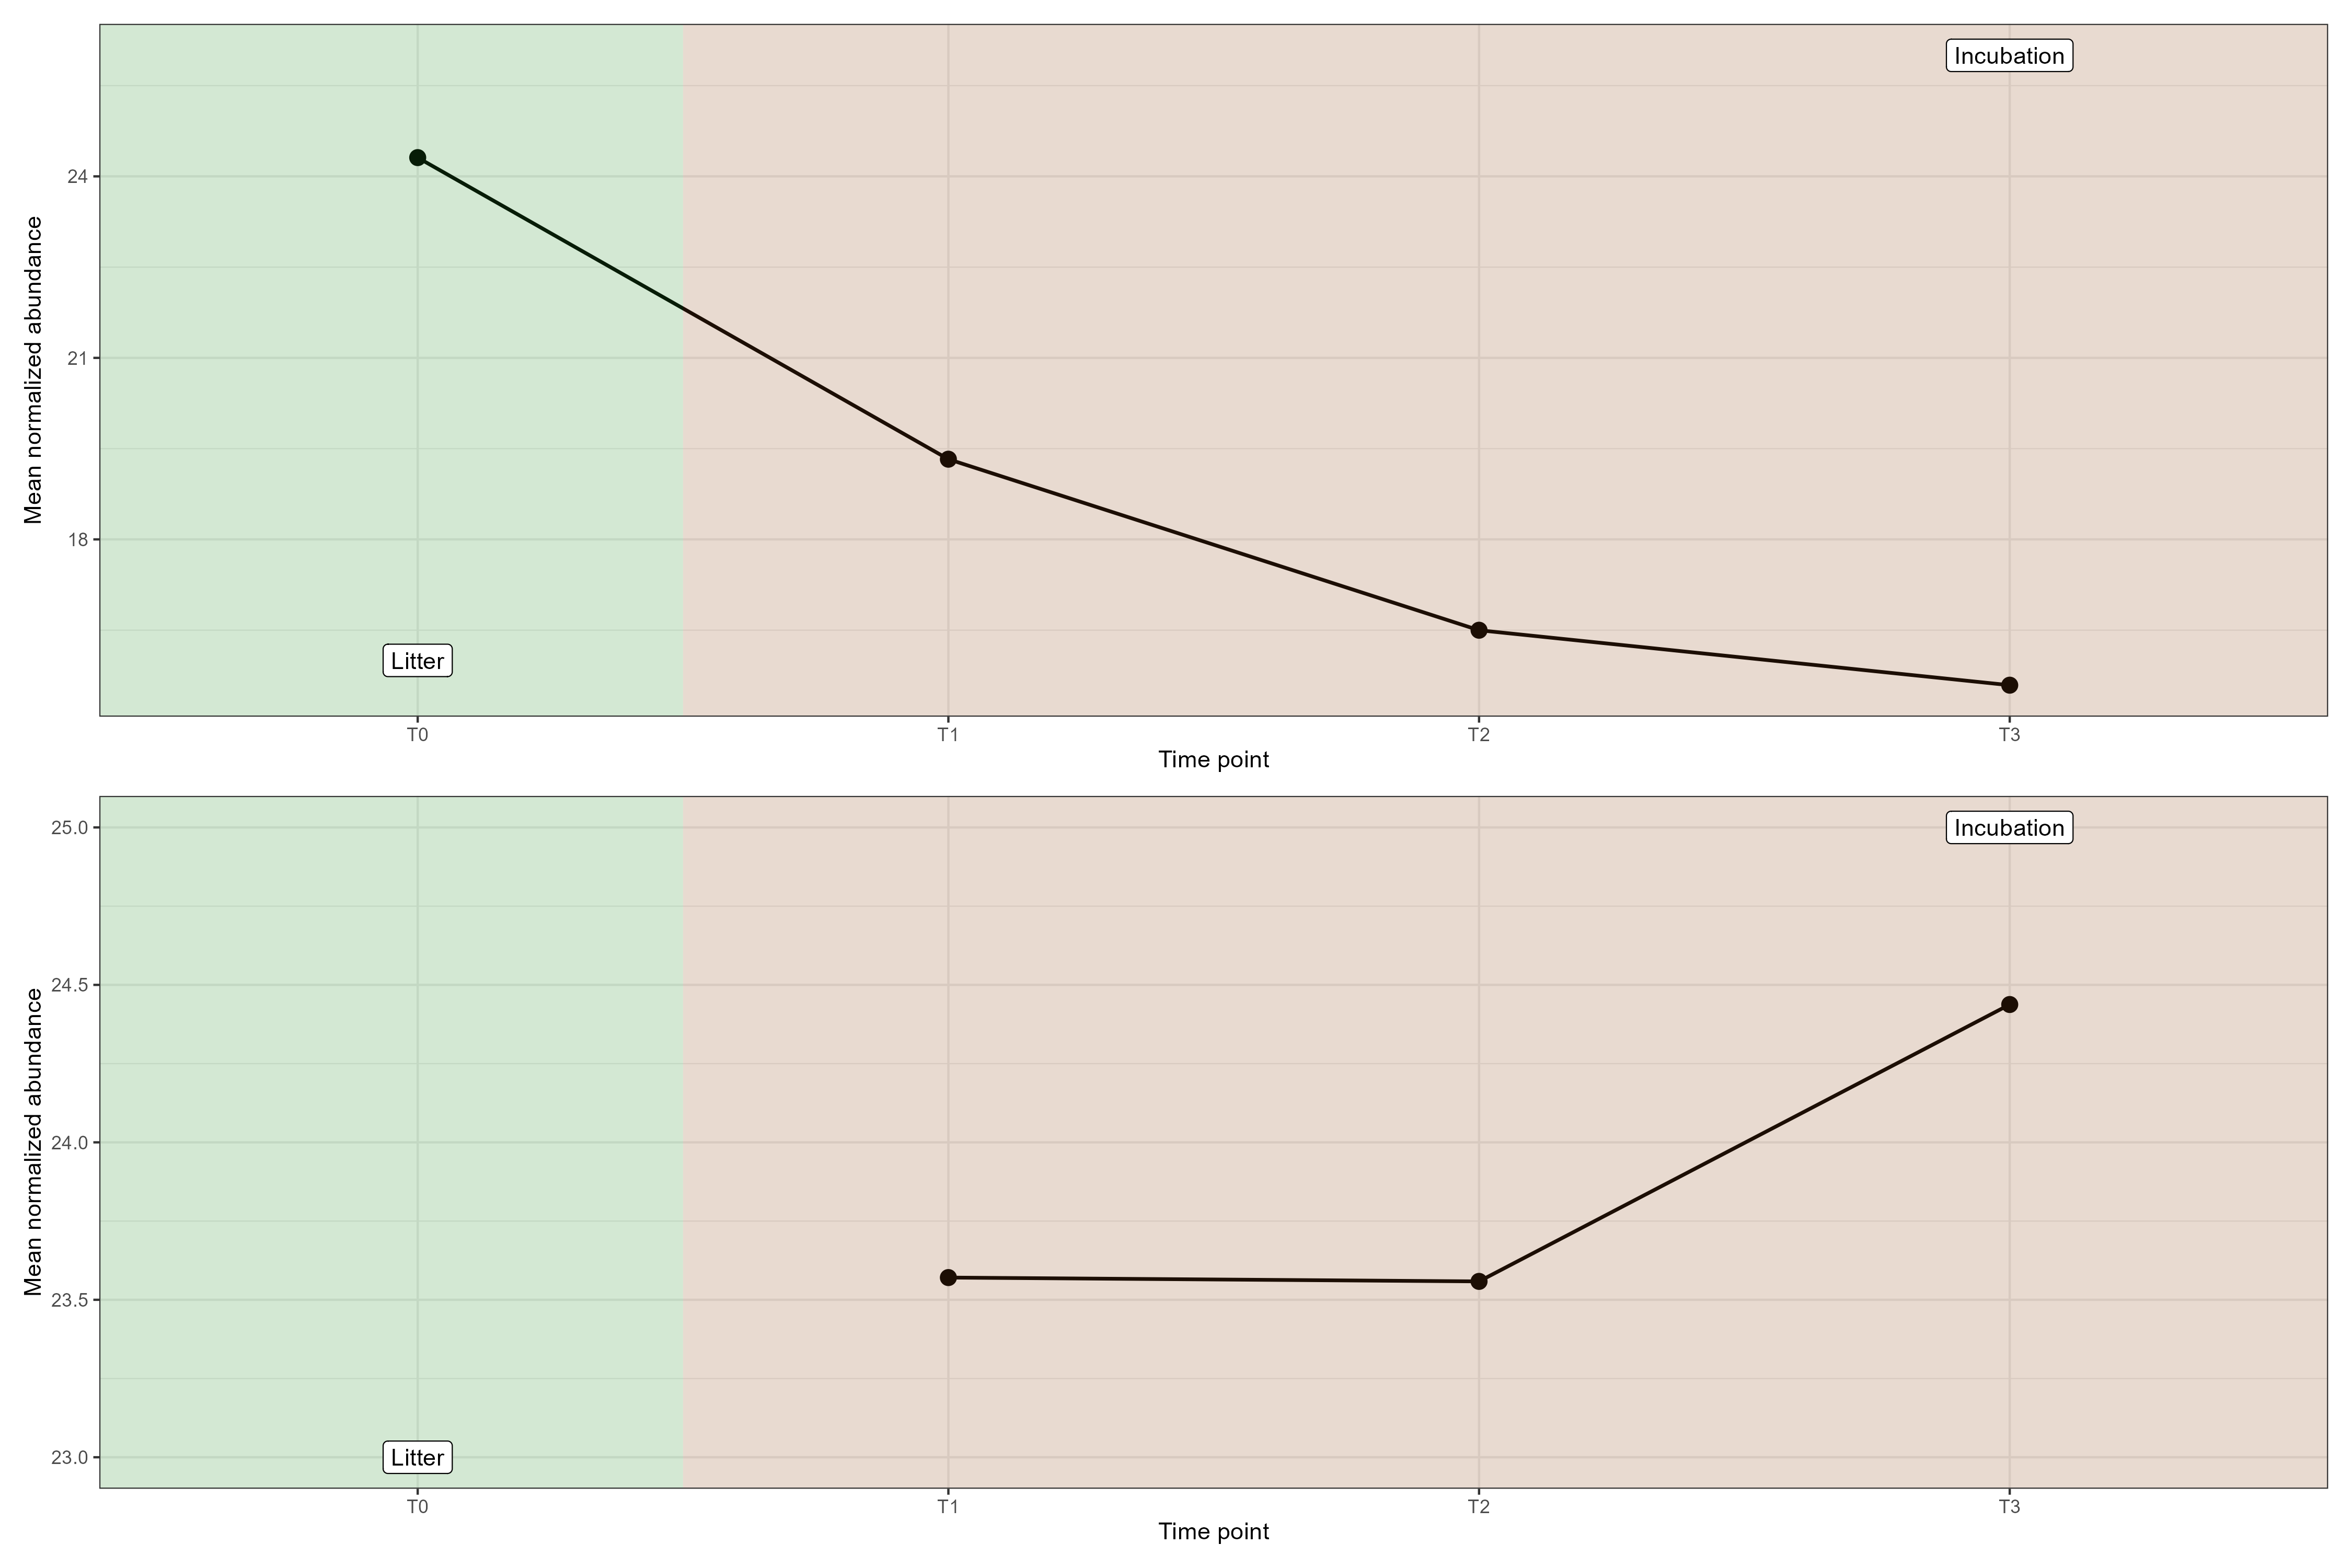 Incubation
24
21
18
Mean normalized abundance
Litter
T0 T1 T2 T3
Time point
25.0
Incubation
24.5
24.0
23.5
23.0
Mean normalized abundance
Litter
T0 T1 T2 T3
Time point